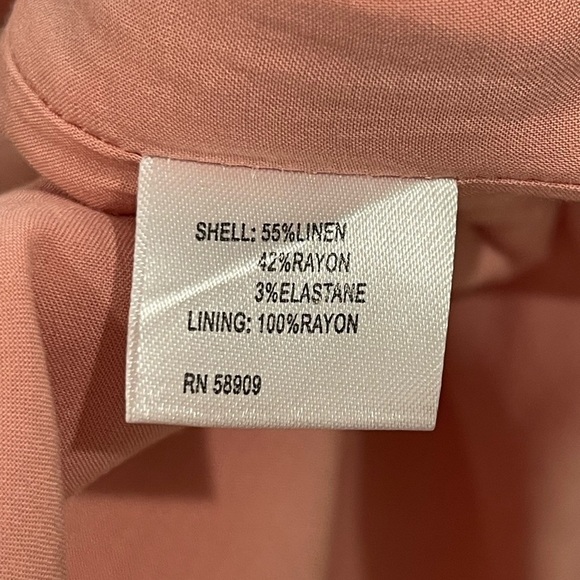 SHELL: 55%LINEN
42%RAYON
3%ELASTANE
LINING: 100%RAYON
RN 58909